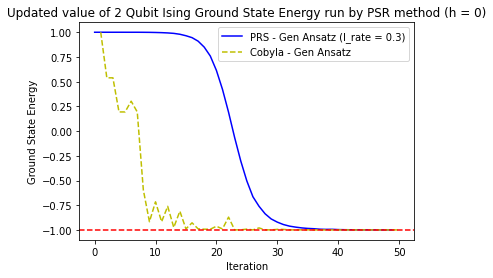 Updated value of 2 Qubit Ising Ground State Energy run by PSR method (h = 0)
PRS - Gen Ansatz (l_rate = 0.3)
Cobyla - Gen Ansatz
Ground State Energy
1.00
0.75
0.50
0.25
0.00
−0.25
−0.50
−0.75
−1.00
0 10 20 30 40 50
Iteration